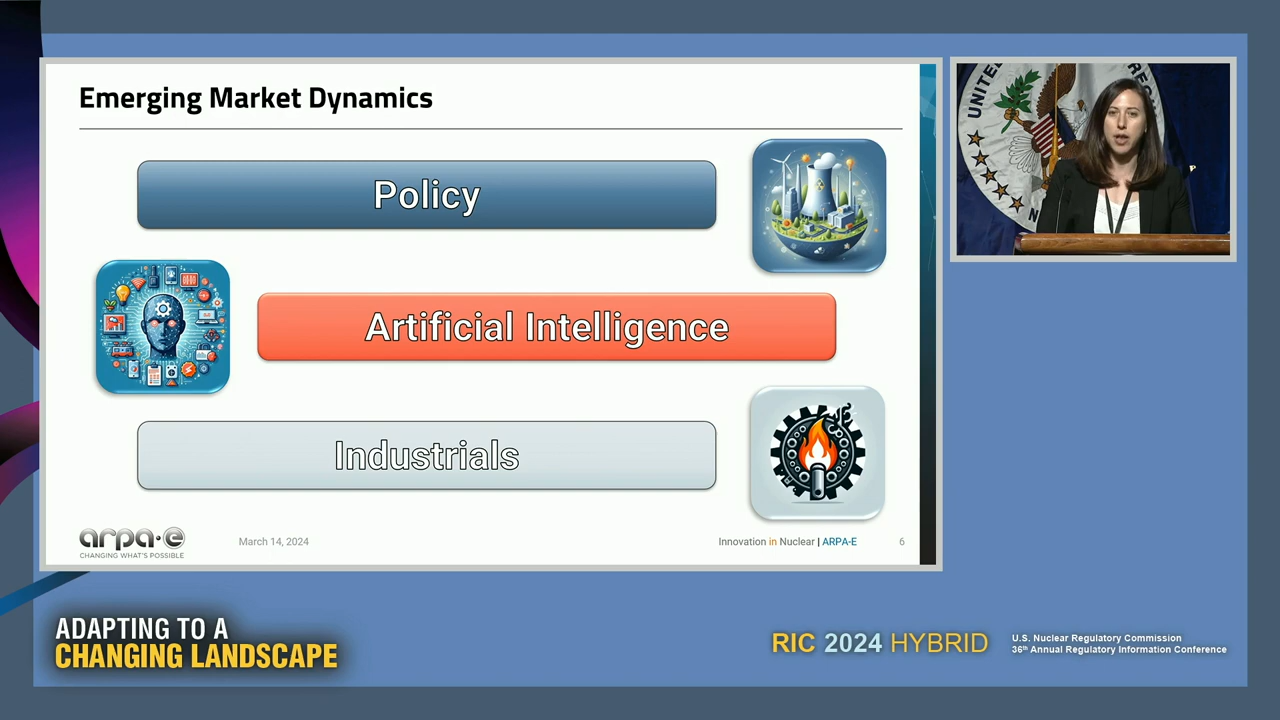 Emerging Market Dynamics
Policy
Artificial Intelligence
Industrials
arpa·e
CHANGING WHAT'S POSSIBLE
March 14, 2024
Innovation in Nuclear | ARPA-E
6
UNITED
ADAPTING TO A
CHANGING LANDSCAPE
RIC 2024 HYBRID
U.S. Nuclear Regulatory Commission
36th Annual Regulatory Information Conference